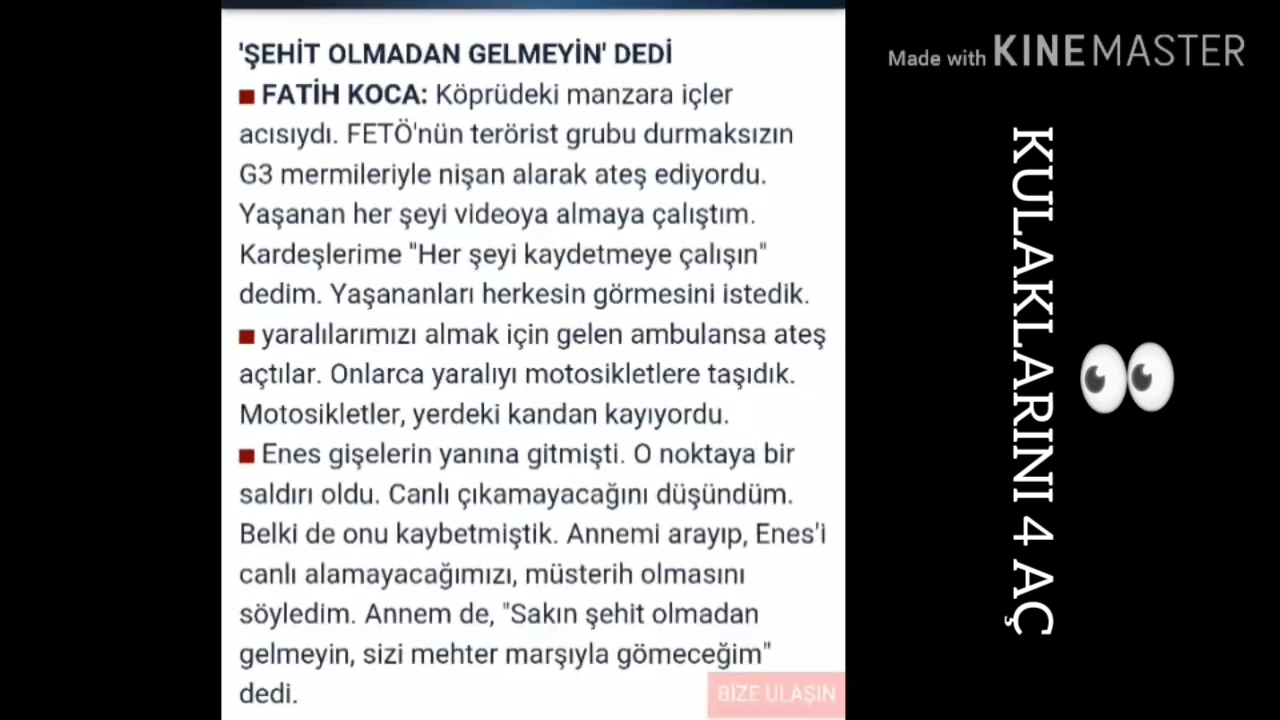 'ŞEHİT OLMADAN GELMEYİN' DEDİ
FATİH KOCA: Köprüdeki manzara içler
acısıydı. FETÖ'nün terörist grubu durmaksızın
G3 mermileriyle nişan alarak ateş ediyordu.
Yaşanan her şeyi videoya almaya çalıştım.
Kardeşlerime "Her şeyi kaydetmeye çalışın"
dedim. Yaşananları herkesin görmesini istedik.
yaralılarımızı almak için gelen ambulansa ateş
açtılar. Onlarca yaralıyı motosikletlere taşıdık.
Motosikletler, yerdeki kandan kayıyordu.
Enes gişelerin yanına gitmişti. O noktaya bir
saldırı oldu. Canlı çıkamayacağını düşündüm.
Belki de onu kaybetmiştik. Annemi arayıp, Enes'i
canlı alamayacağımızı, müsterih olmasını
söyledim. Annem de, "Sakın şehit olmadan
gelmeyin, sizi mehter marşıyla gömeceğim"
dedi.
BIZE ULAŞIN
Made with KINEMASTER
KULAKLARINI 4 AÇ